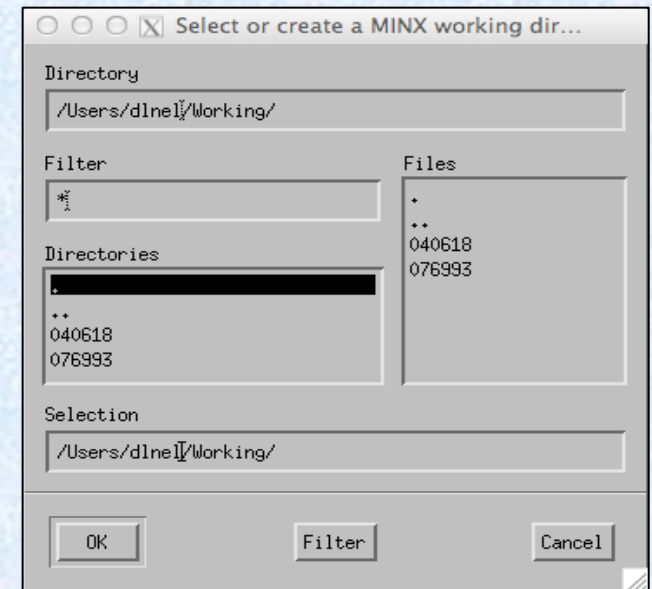 Select or create a MINX working dir...
Directory
/Users/dlnel/Working/
Filter
*
Files
.
..
040618
076993
Directories
.
..
040618
076993
Selection
/Users/dlnel/Working/
OK
Filter
Cancel